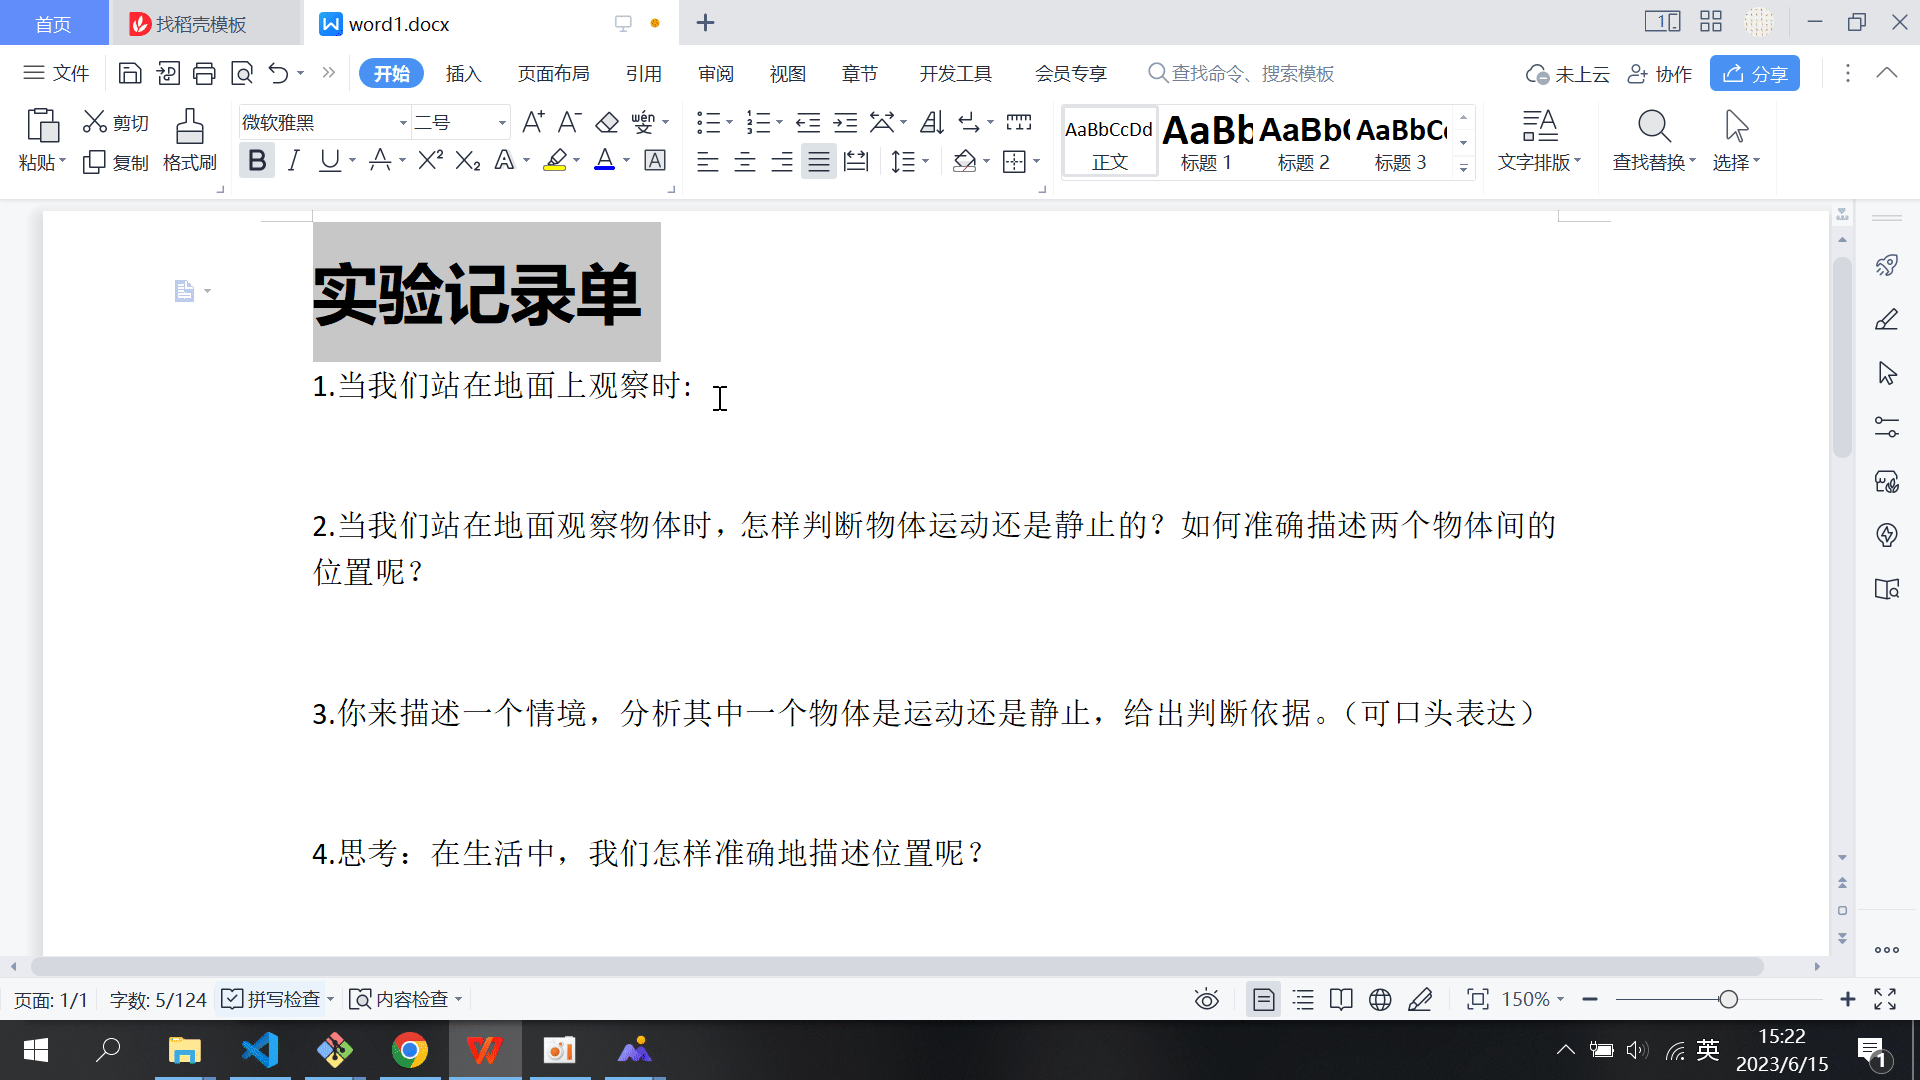 首页
找稻壳模板
word1.docx
文件
开始
插入
页面布局
引用
审阅
视图
章节
开发工具
会员专享
查找命令、搜索模板
未上云
协作
分享
粘贴
剪切
复制
格式刷
微软雅黑
二号
AaBbCcDd
正文
AaBb
标题 1
AaBb(
标题 2
AaBbC
标题 3
文字排版
查找替换
选择
实验记录单
1.当我们站在地面上观察时:
2.当我们站在地面观察物体时，怎样判断物体运动还是静止的？如何准确描述两个物体间的
位置呢？
3.你来描述一个情境，分析其中一个物体是运动还是静止，给出判断依据。（可口头表达）
4.思考：在生活中，我们怎样准确地描述位置呢？
页面: 1/1
字数: 5/124
拼写检查
内容检查
150%
英
15:22
2023/6/15
1